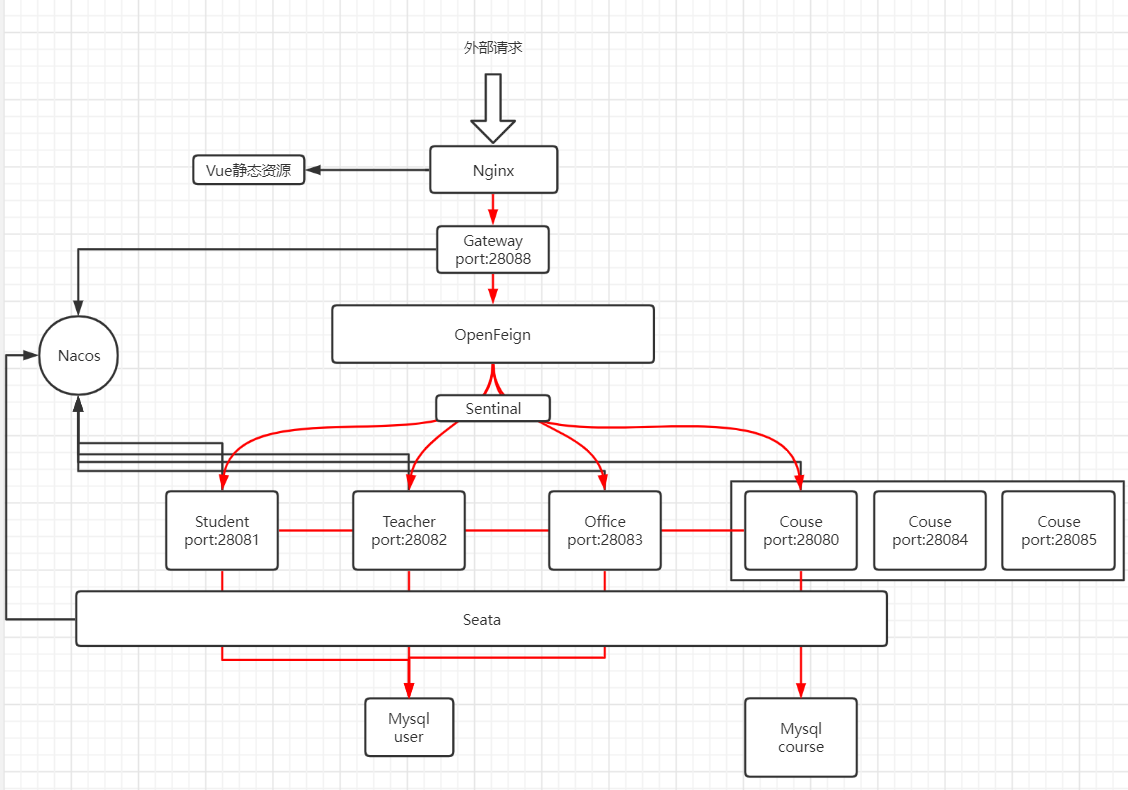 外部请求
Vue静态资源
Nginx
Gateway
port:28088
Nacos
OpenFeign
Sentinal
Student
port:28081
Teacher
port:28082
Office
port:28083
Couse
port:28080
Couse
port:28084
Couse
port:28085
Seata
Mysql
user
Mysql
course